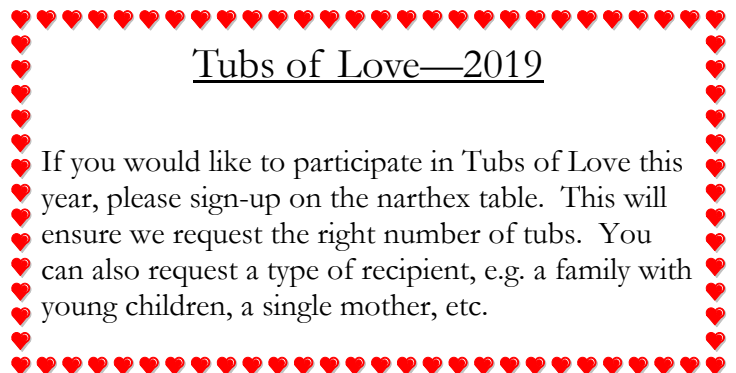 Tubs of Love—2019
If you would like to participate in Tubs of Love this
year, please sign-up on the narthex table.  This will
ensure we request the right number of tubs.  You
can also request a type of recipient, e.g. a family with
young children, a single mother, etc.